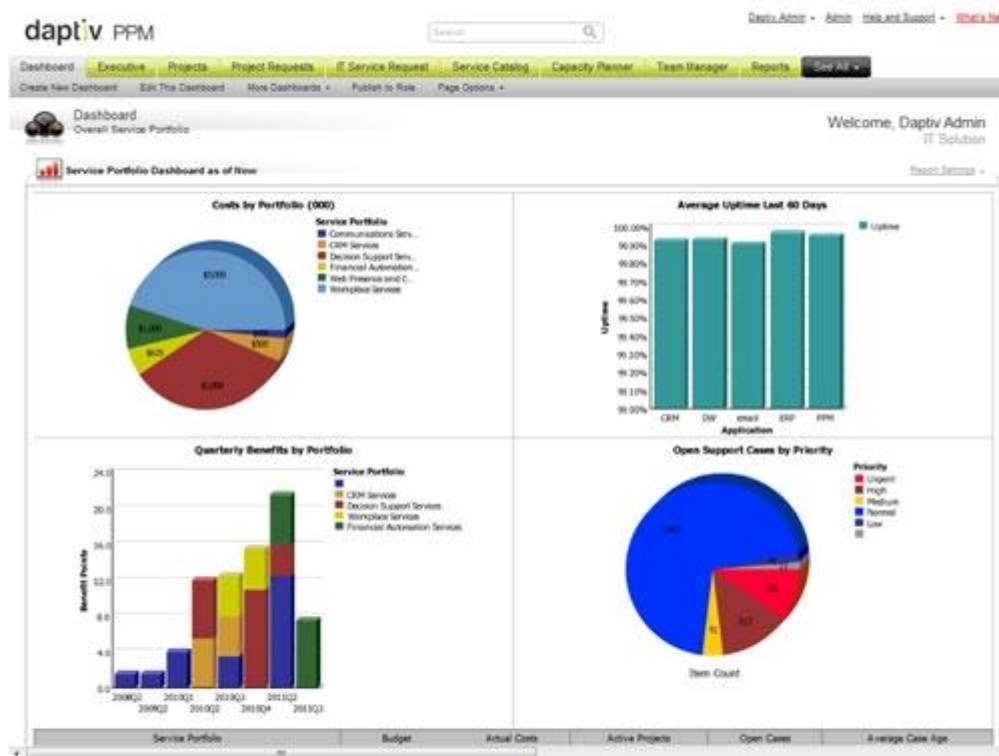 daptiv PPM
Search
Daptiv Admin Admin Help and Support What's Ne
Dashboard Executive Projects Project Requests IT Service Request Service Catalog Capacity Planner Team Manager Reports See All
Create New Dashboard Edit This Dashboard More Dashboards Publish to Role Page Options
Dashboard
Overall Service Portfolio
Welcome, Daptiv Admin
IT Solution
Service Portfolio Dashboard as of Now
Report Settings
Costs by Portfolio (000)
Service Portfolio
Communications Serv...
CRM Services
Decision Support Serv...
Financial Automation...
Web Presence and C...
Workplace Services
Average Uptime Last 60 Days
Uptime
100.00%
99.90%
99.80%
99.70%
99.60%
99.50%
99.40%
99.30%
99.20%
99.10%
99.00%
Uptime
CRM DW email ERP PPM
Application
Quarterly Benefits by Portfolio
Service Portfolio
CRM Services
Decision Support Services
Workplace Services
Financial Automation Services
24.0
20.0
16.0
12.0
8.0
4.0
0.0
Benefit Points
2009Q2 2010Q1 2010Q3 2011Q2
2010Q2 2010Q4 2011Q3
Open Support Cases by Priority
Priority
Urgent
High
Medium
Normal
Low
Item Count
Service Portfolio Budget Actual Costs Active Projects Open Cases Average Case Age